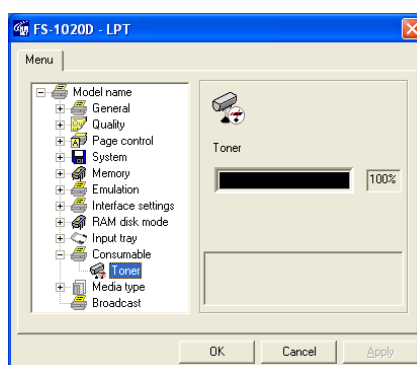 FS-1020D - LPT
Menu
Model name
General
Quality
Page control
System
Memory
Emulation
Interface settings
RAM disk mode
Input tray
Consumable
Toner
Media type
Broadcast
Toner
100%
OK Cancel Apply